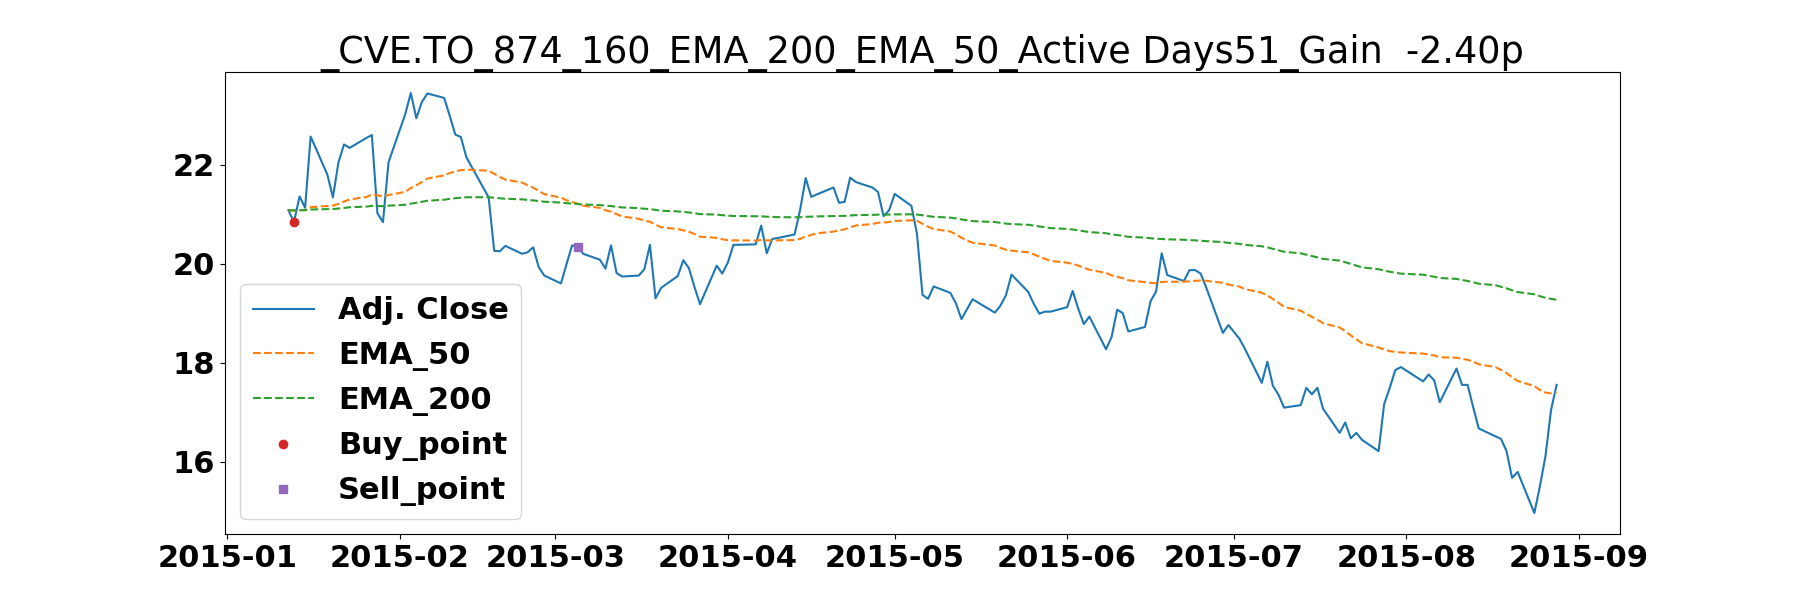 _CVE.TO_874_160_EMA_200_EMA_50_Active Days51_Gain  -2.40p
22
20
18
16
Adj. Close
EMA_50
EMA_200
Buy_point
Sell_point
2015-01 2015-02 2015-03 2015-04 2015-05 2015-06 2015-07 2015-08 2015-09